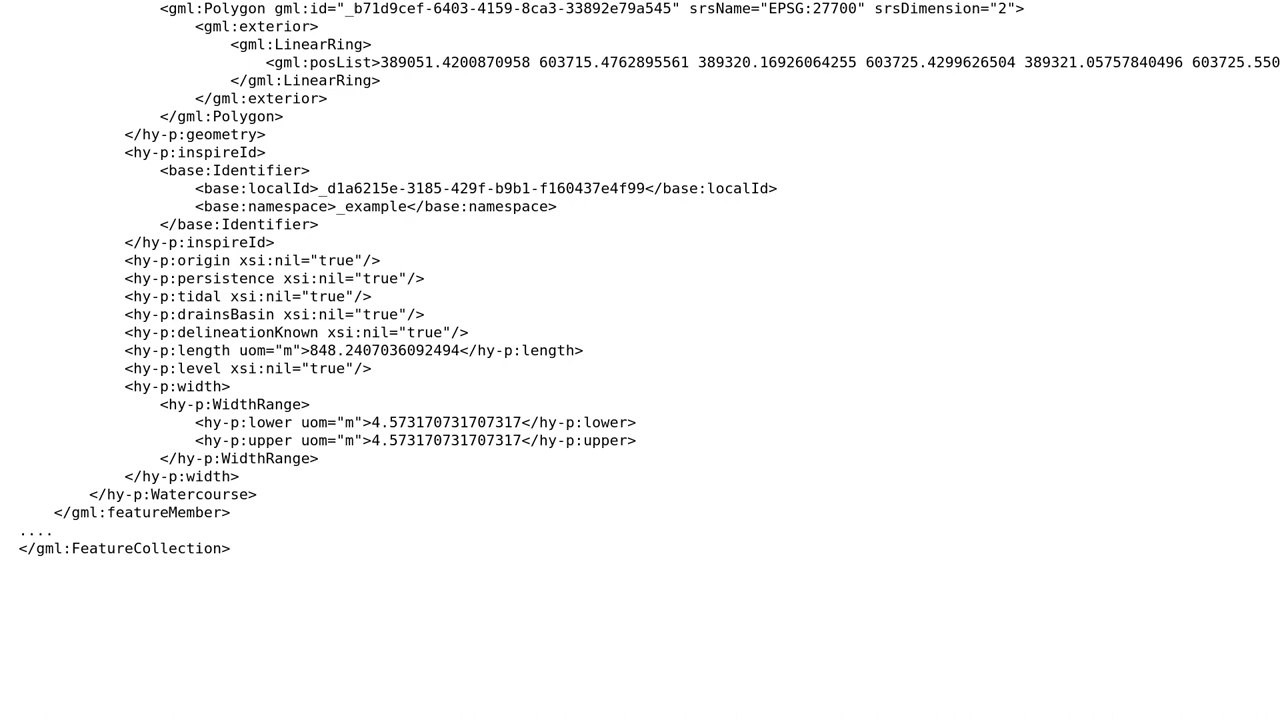 <gml:Polygon gml:id="_b71d9cef-6403-4159-8ca3-33892e79a545" srsName="EPSG:27700" srsDimension="2">
<gml:exterior>
<gml:LinearRing>
<gml:posList>389051.4200870958 603715.4762895561 389320.16926064255 603725.4299626504 389321.05757840496 603725.550
</gml:LinearRing>
</gml:exterior>
</gml:Polygon>
</hy-p:geometry>
<hy-p:inspireId>
<base:Identifier>
<base:localId>_d1a6215e-3185-429f-b9b1-f160437e4f99</base:localId>
<base:namespace>_example</base:namespace>
</base:Identifier>
</hy-p:inspireId>
<hy-p:origin xsi:nil="true"/>
<hy-p:persistence xsi:nil="true"/>
<hy-p:tidal xsi:nil="true"/>
<hy-p:drainsBasin xsi:nil="true"/>
<hy-p:delineationKnown xsi:nil="true"/>
<hy-p:length uom="m">848.2407036092494</hy-p:length>
<hy-p:level xsi:nil="true"/>
<hy-p:width>
<hy-p:WidthRange>
<hy-p:lower uom="m">4.573170731707317</hy-p:lower>
<hy-p:upper uom="m">4.573170731707317</hy-p:upper>
</hy-p:WidthRange>
</hy-p:width>
</hy-p:Watercourse>
</gml:featureMember>
....
</gml:FeatureCollection>